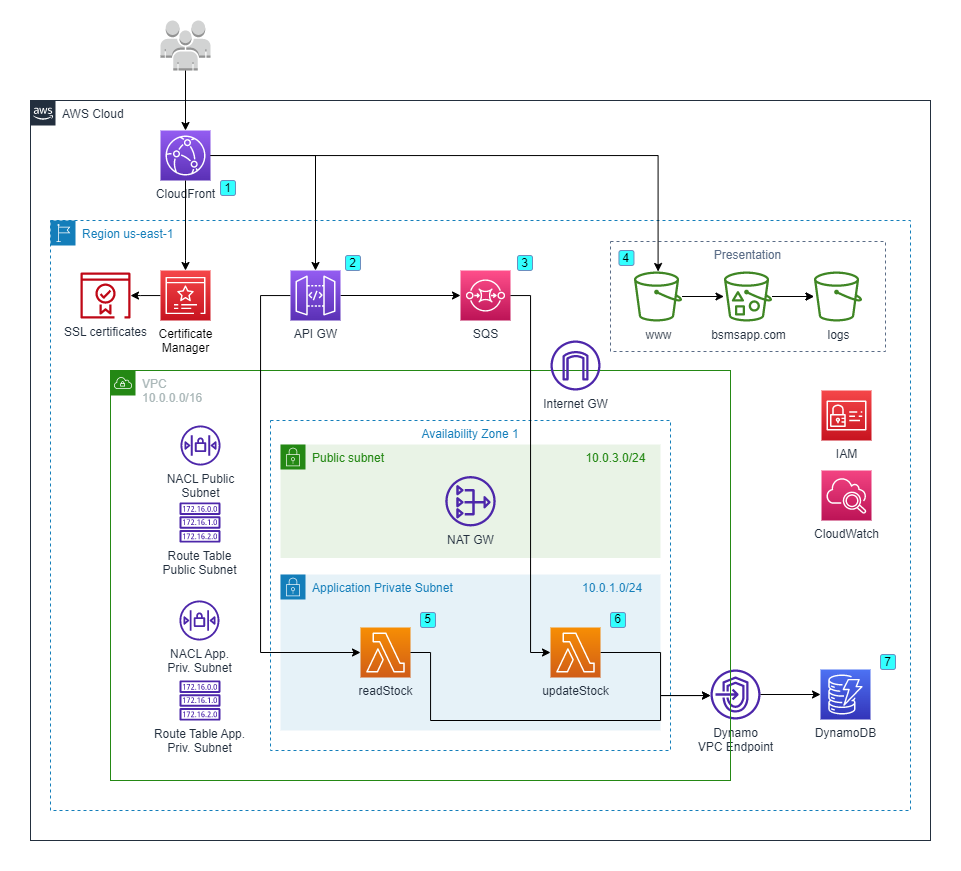 aws
AWS Cloud
CloudFront
1
Region us-east-1
2
3
4
Presentation
SSL certificates
Certificate
Manager
API GW
SQS
www
bsmsapp.com
logs
Internet GW
VPC
10.0.0.0/16
IAM
CloudWatch
Availability Zone 1
Public subnet
10.0.3.0/24
NAT GW
NACL Public
Subnet
172.16.0.0
172.16.1.0
172.16.2.0
Route Table
Public Subnet
Application Private Subnet
10.0.1.0/24
NACL App.
Priv. Subnet
172.16.0.0
172.16.1.0
172.16.2.0
Route Table App.
Priv. Subnet
5
readStock
6
updateStock
Dynamo
VPC Endpoint
7
DynamoDB